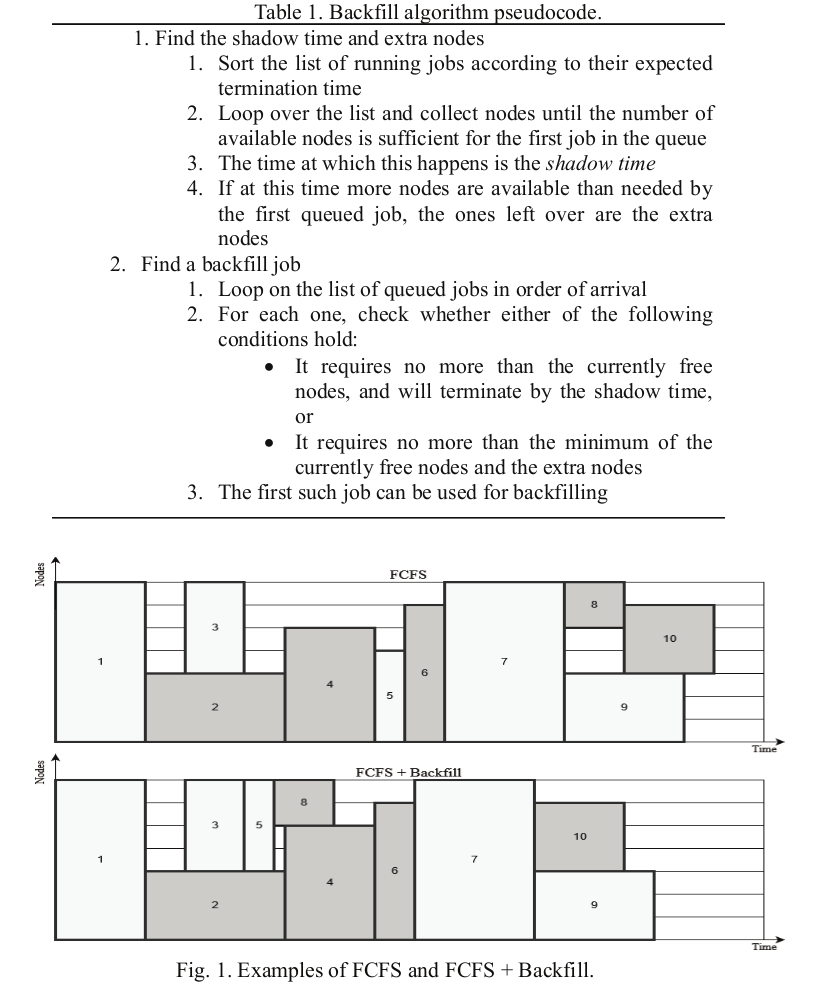 Table 1. Backfill algorithm pseudocode.
1. Find the shadow time and extra nodes
1. Sort the list of running jobs according to their expected
termination time
2. Loop over the list and collect nodes until the number of
available nodes is sufficient for the first job in the queue
3. The time at which this happens is the shadow time
4. If at this time more nodes are available than needed by
the first queued job, the ones left over are the extra
nodes
2. Find a backfill job
1. Loop on the list of queued jobs in order of arrival
2. For each one, check whether either of the following
conditions hold:
• It requires no more than the currently free
nodes, and will terminate by the shadow time,
or
• It requires no more than the minimum of the
currently free nodes and the extra nodes
3. The first such job can be used for backfilling
Nodes
FCFS
1
2
3
4
5
6
7
8
9
10
Time
Nodes
FCFS + Backfill
1
2
3
5
8
4
6
7
10
9
Time
Fig. 1. Examples of FCFS and FCFS + Backfill.